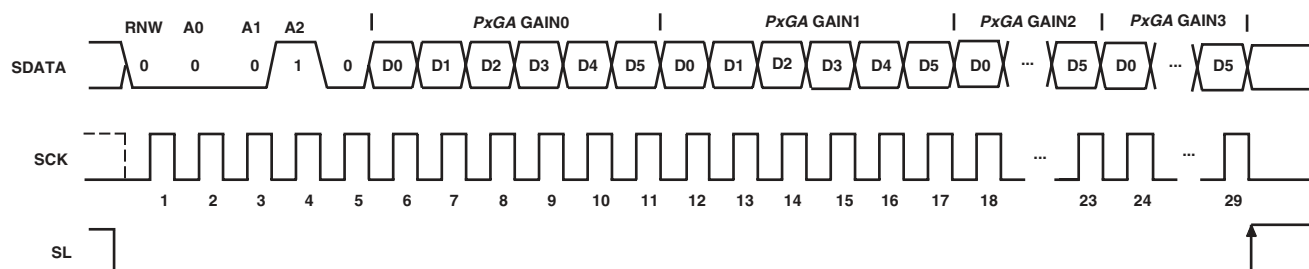 PxGA GAIN0 PxGA GAIN1 PxGA GAIN2 PxGA GAIN3
RNW A0 A1 A2
SDATA 0 0 0 1 0 D0 D1 D2 D3 D4 D5 D0 D1 D2 D3 D4 D5 D0 ... D5 D0 ... D5
SCK ... ...
1 2 3 4 5 6 7 8 9 10 11 12 13 14 15 16 17 18 23 24 29
SL